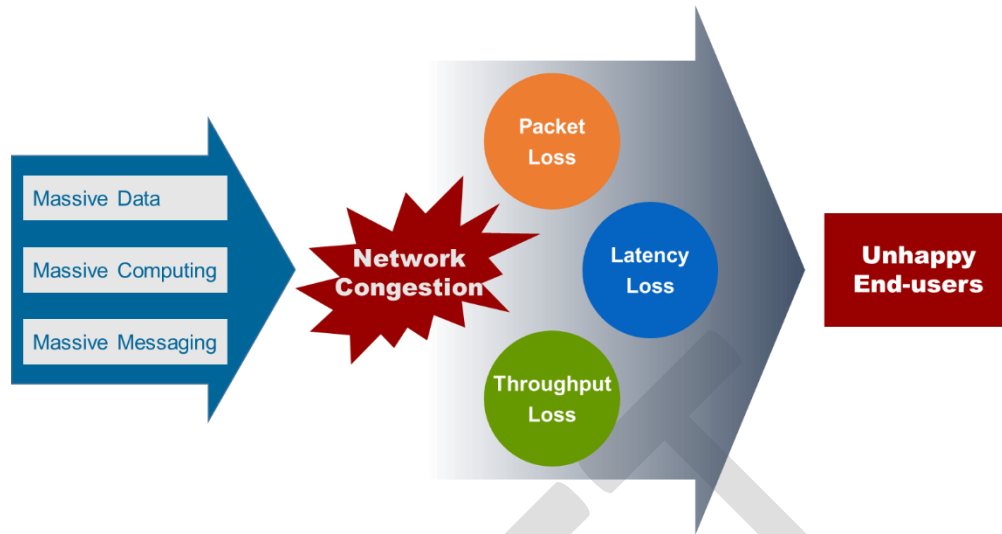 Massive Data
Massive Computing
Massive Messaging
Network
Congestion
Packet
Loss
Latency
Loss
Throughput
Loss
Unhappy
End-users